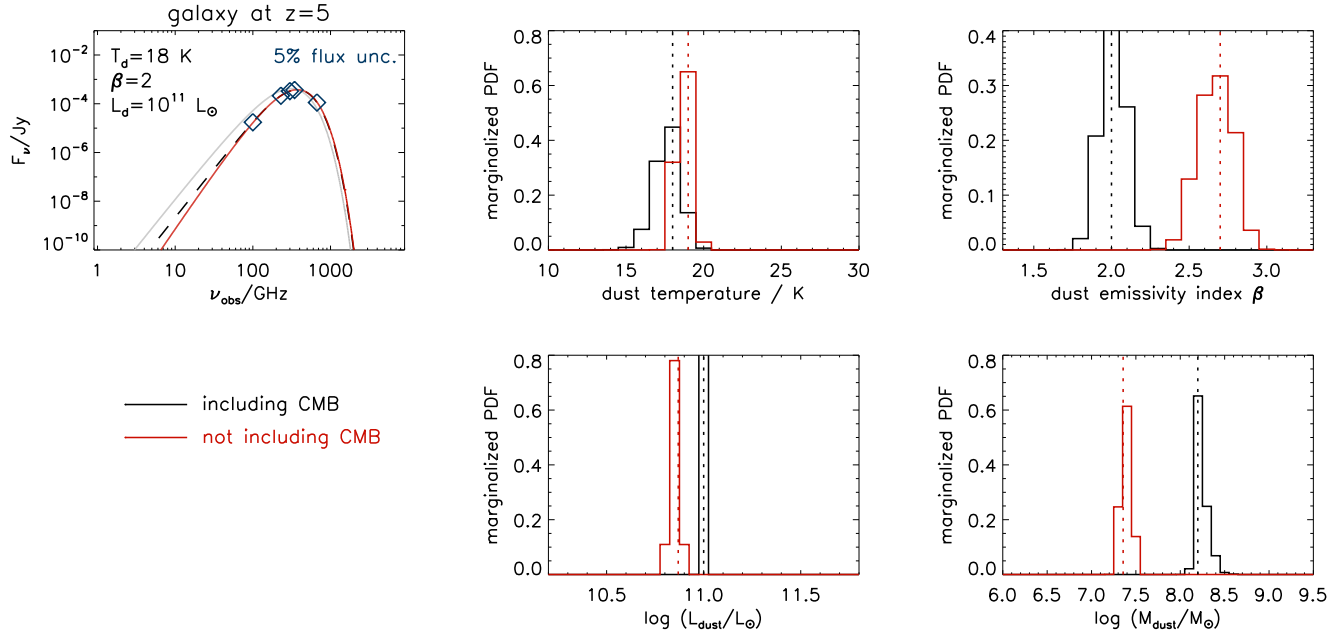 galaxy at z=5
T_d=18 K
β=2
L_d=10^11 L_⊙
5% flux unc.
F_ν/Jy
10^-2
10^-4
10^-6
10^-8
10^-10
1 10 100 1000
ν_obs/GHz
marginalized PDF
0.8
0.6
0.4
0.2
0.0
10 15 20 25 30
dust temperature / K
marginalized PDF
0.4
0.3
0.2
0.1
0.0
1.5 2.0 2.5 3.0
dust emissivity index β
including CMB
not including CMB
marginalized PDF
0.8
0.6
0.4
0.2
0.0
10.5 11.0 11.5
log (L_dust/L_⊙)
marginalized PDF
0.8
0.6
0.4
0.2
0.0
6.0 6.5 7.0 7.5 8.0 8.5 9.0 9.5
log (M_dust/M_⊙)